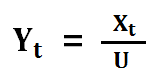 Yₜ = Xₜ / U